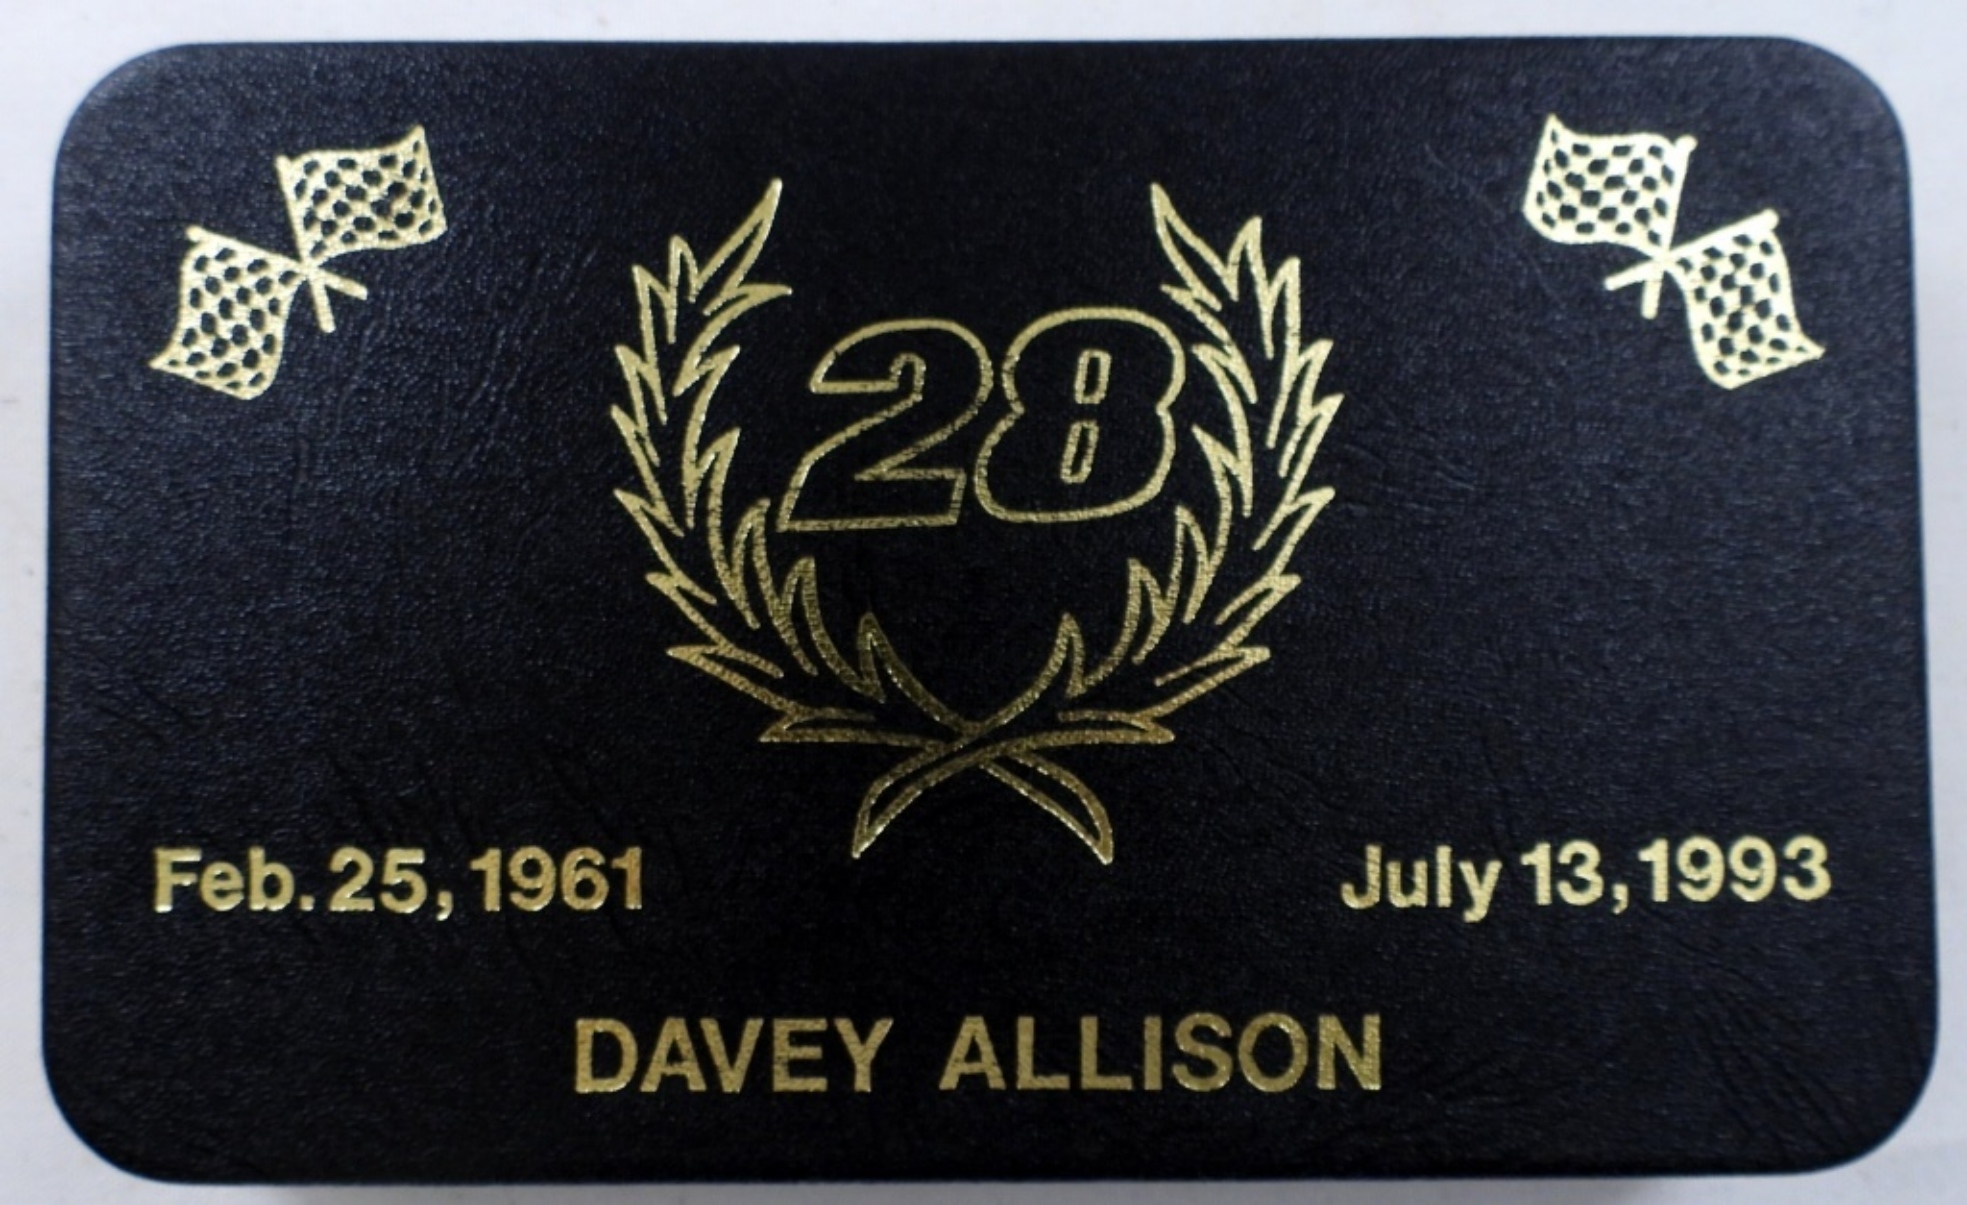 28
Feb. 25, 1961 July 13, 1993
DAVEY ALLISON